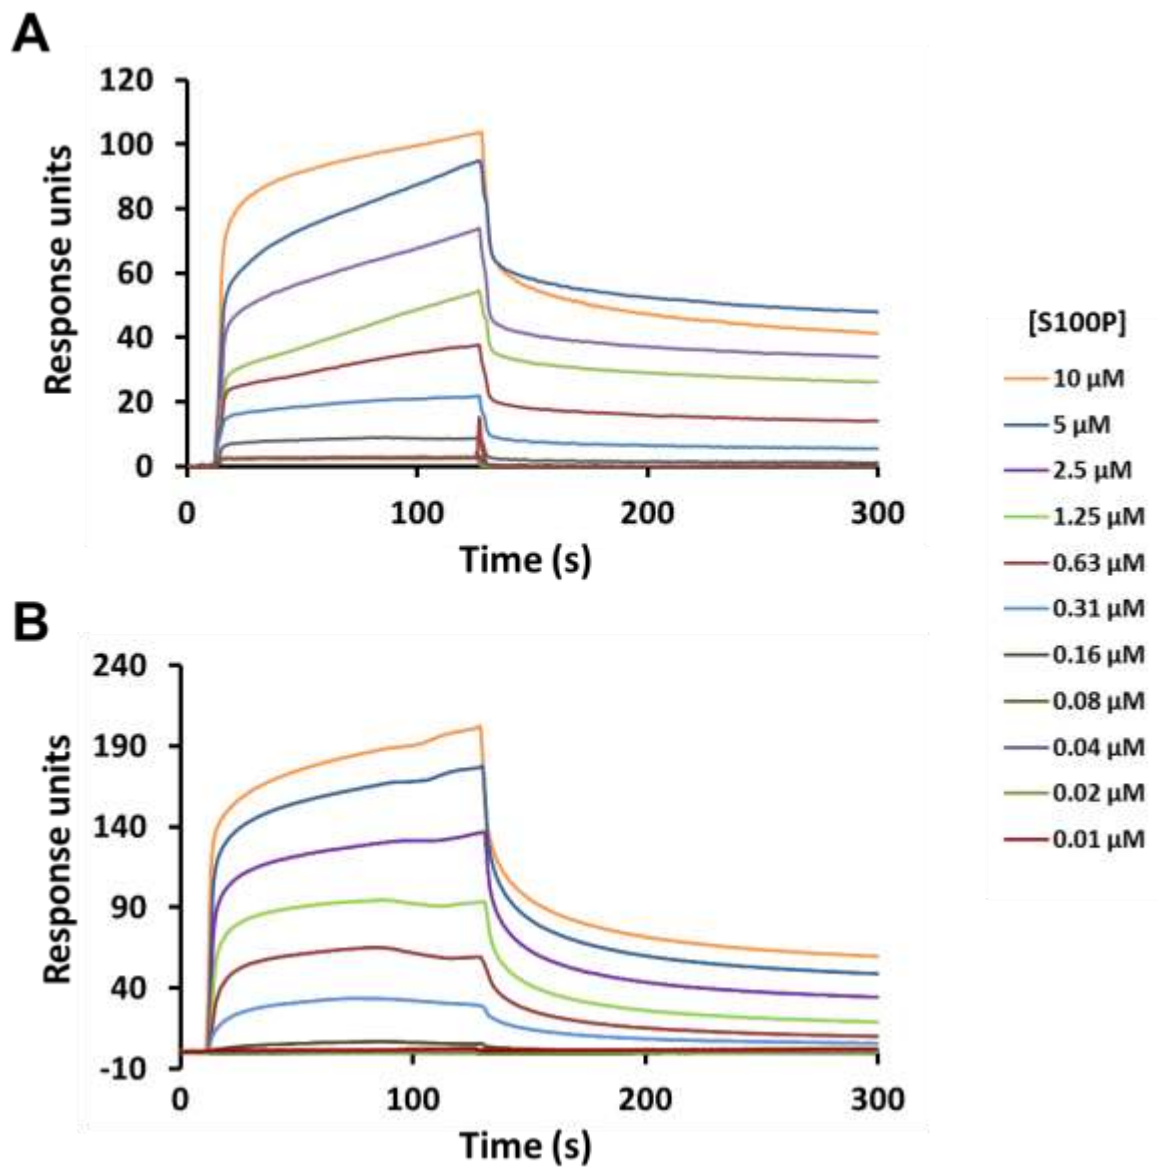 A
120
100
80
60
40
20
0
Response units
0 100 200 300
Time (s)
[S100P]
10 µM
5 µM
2.5 µM
1.25 µM
0.63 µM
0.31 µM
0.16 µM
0.08 µM
0.04 µM
0.02 µM
0.01 µM
B
240
190
140
90
40
-10
Response units
0 100 200 300
Time (s)